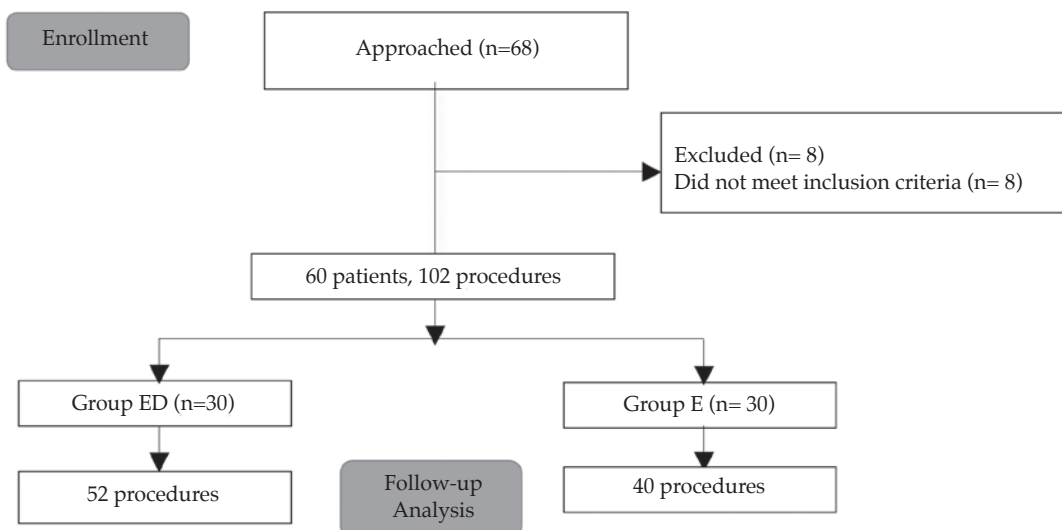 Enrollment
Approached (n=68)
Excluded (n= 8)
Did not meet inclusion criteria (n= 8)
60 patients, 102 procedures
Group ED (n=30)
Group E (n= 30)
52 procedures
40 procedures
Follow-up
Analysis